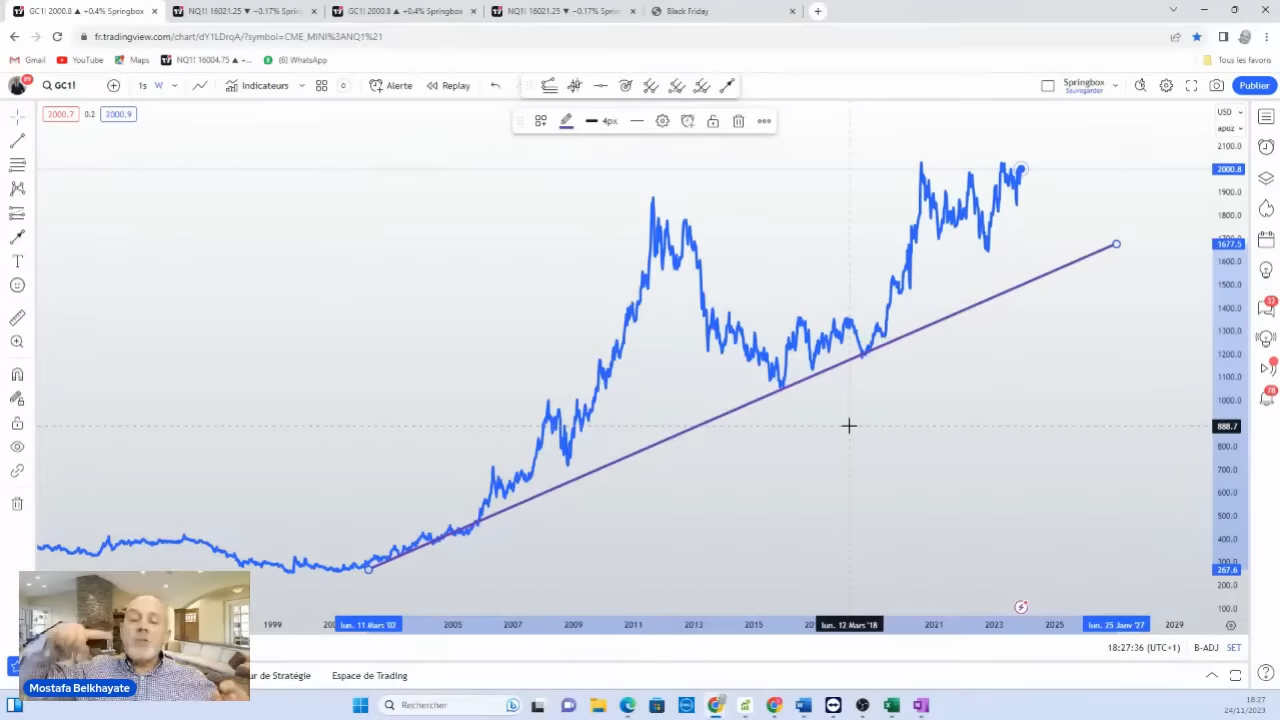 GC1! 2000.8 ▲ +0.4% Springbox
NQ1! 16021.25 ▼ −0.17% Sprin
GC1! 2000.8 ▲ +0.4% Springbox
NQ1! 16021.25 ▼ −0.17% Sprin
Black Friday
fr.tradingview.com/chart/dY1LDrqA/?symbol=CME_MINI%3ANQ1%21
Gmail
YouTube
Maps
NQ1! 16004.75 ▲ −...
(6) WhatsApp
Tous les favoris
GC1!
1s
W
Indicateurs
Alerte
Replay
Springbox
Sauvegarder
Publier
2000.7
0.2
2000.9
4px
USD
apoz
2100.0
2000.8
1900.0
1800.0
1677.5
1600.0
1500.0
1400.0
1300.0
1200.0
1100.0
1000.0
888.7
800.0
700.0
600.0
500.0
400.0
267.6
200.0
100.0
32
78
1999
lun. 11 Mars '02
2005
2007
2009
2011
2013
2015
lun. 12 Mars '18
2021
2023
2025
lun. 25 Janv '27
2029
18:27:36 (UTC+1)
B-ADJ
SET
ur de Stratégie
Espace de Trading
Mostafa Belkhayate
Rechercher
18:27
24/11/2023